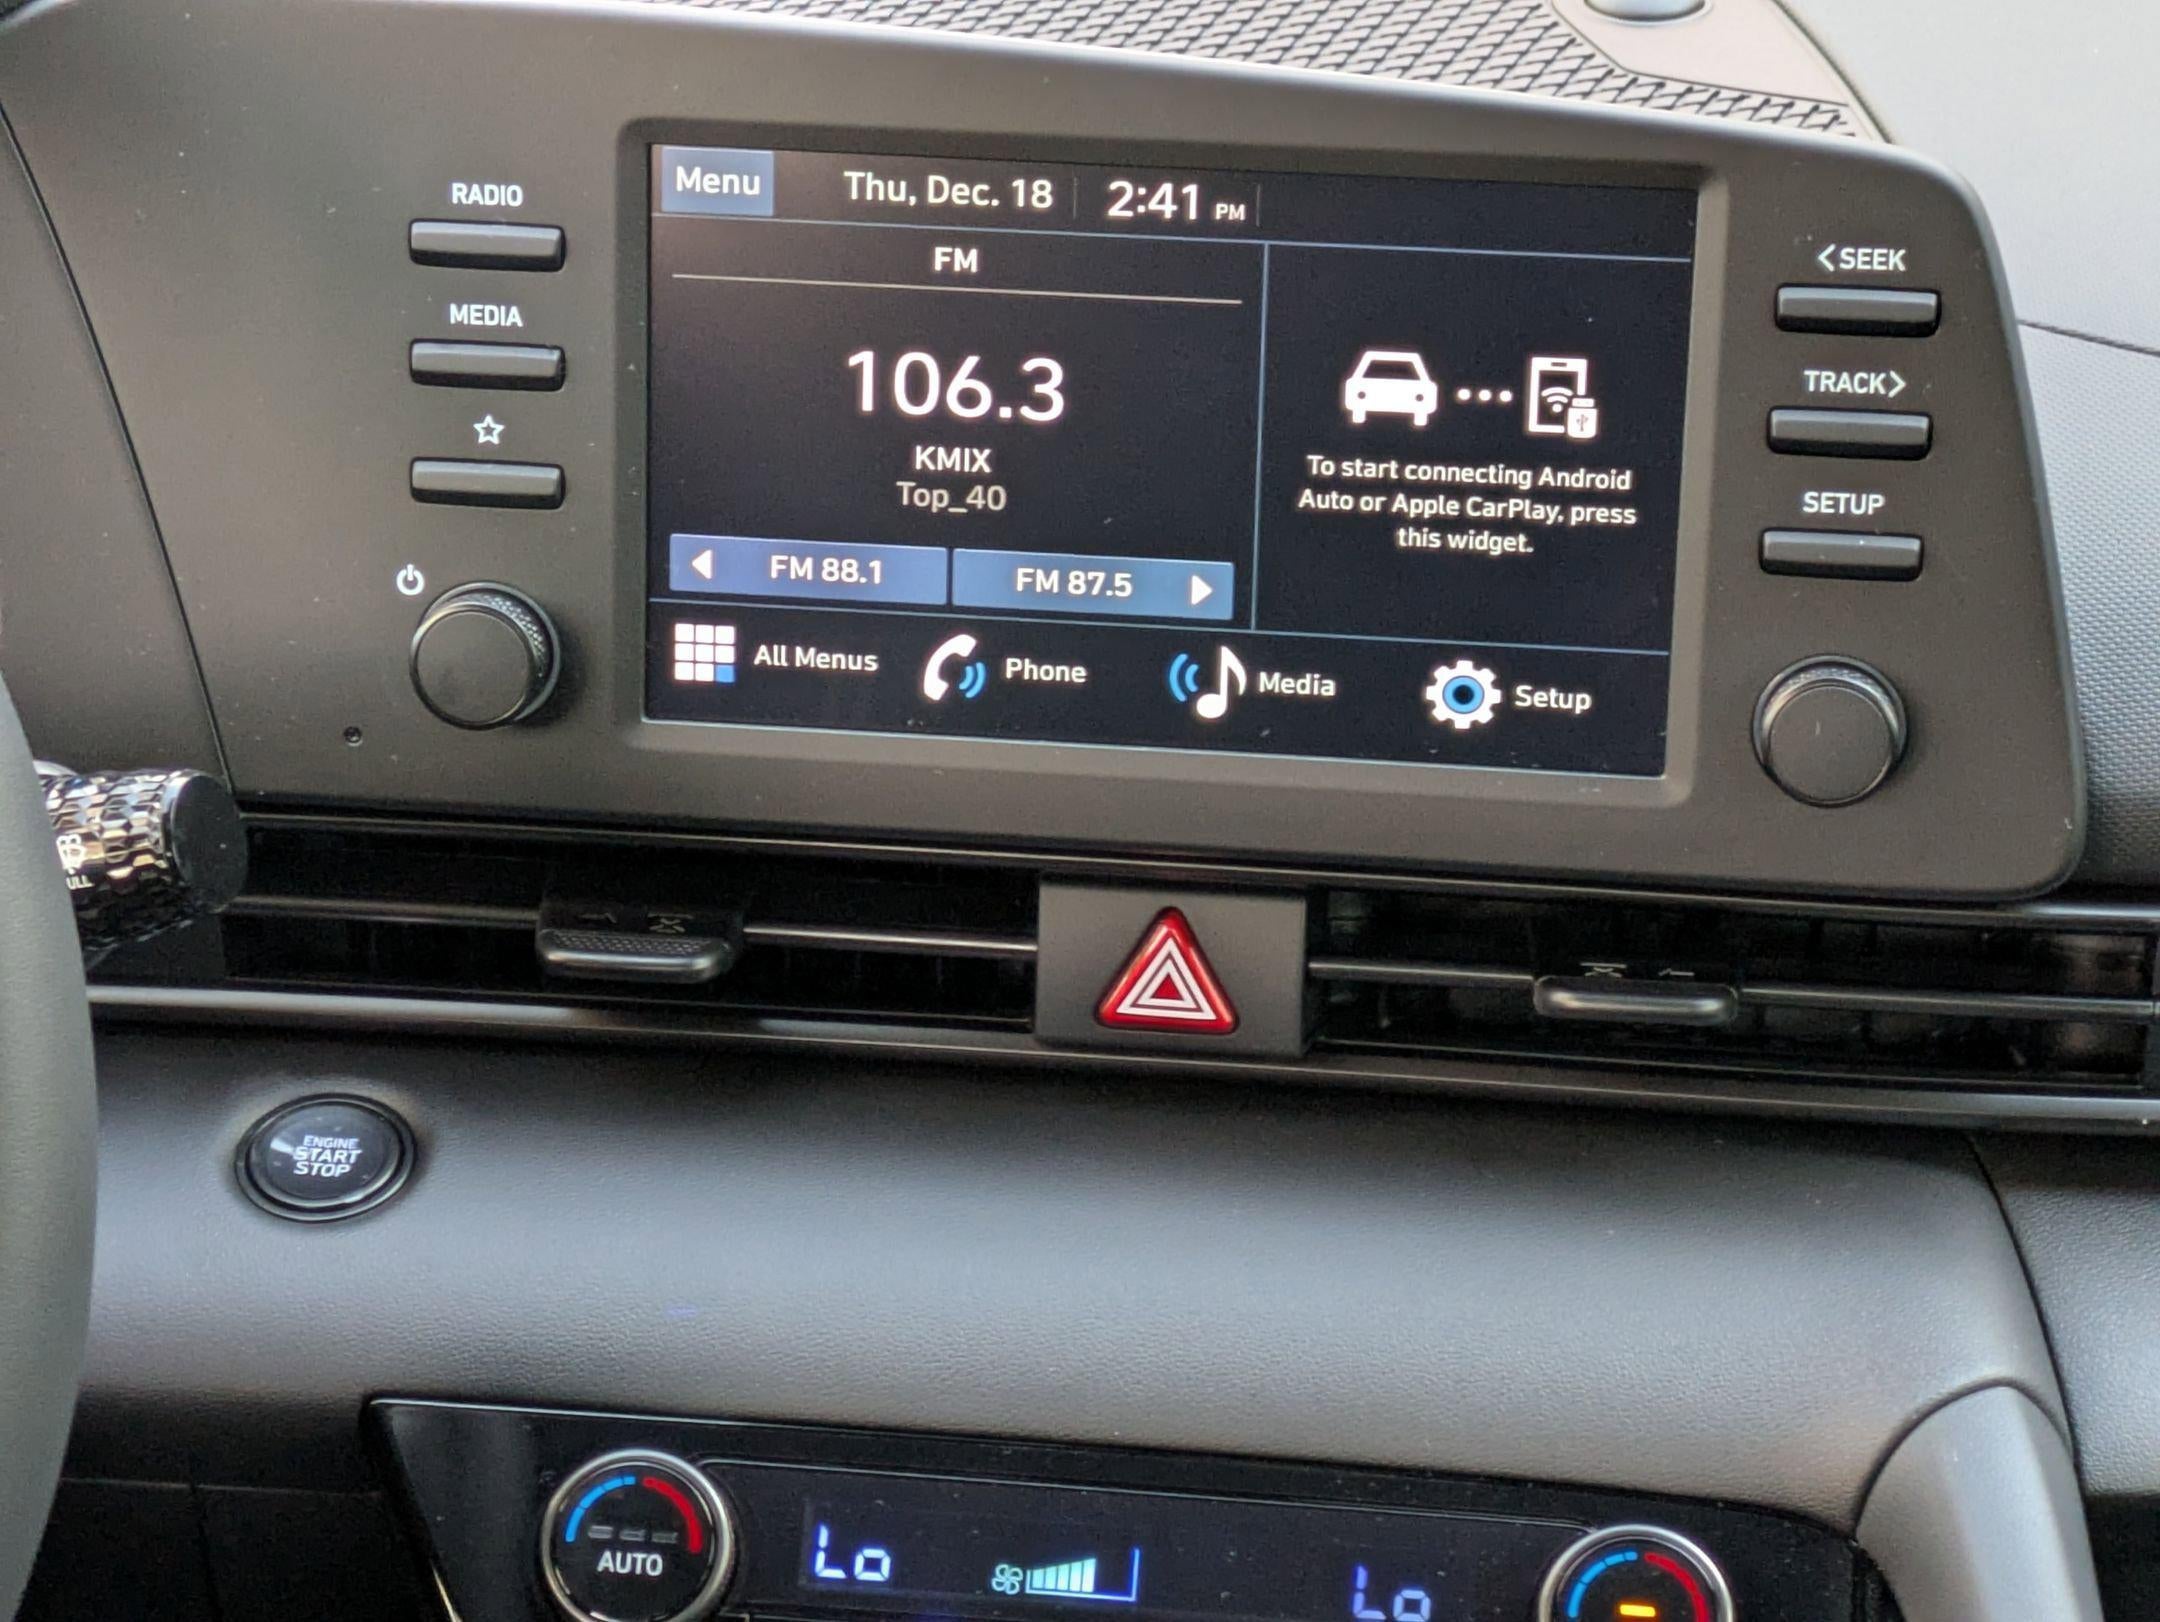 RADIO
MEDIA
Menu
Thu, Dec. 18
2:41 PM
FM
106.3
KMIX
Top_40
FM 88.1
FM 87.5
To start connecting Android
Auto or Apple CarPlay, press
this widget.
All Menus
Phone
Media
Setup
<SEEK
TRACK>
SETUP
ENGINE
START
STOP
AUTO
Lo
Lo